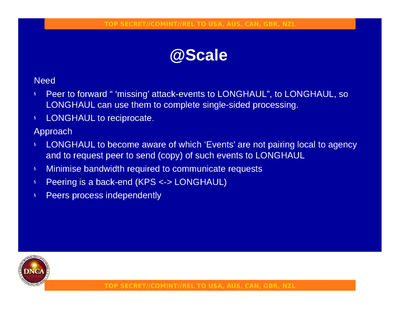 TOP SECRET//COMINT//REL TO USA, AUS, CAN, GBR, NZL
@Scale
Need
§ Peer to forward “ ‘missing’ attack-events to LONGHAUL”, to LONGHAUL, so
LONGHAUL can use them to complete single-sided processing.
§ LONGHAUL to reciprocate.
Approach
§ LONGHAUL to become aware of which ‘Events’ are not pairing local to agency
and to request peer to send (copy) of such events to LONGHAUL
§ Minimise bandwidth required to communicate requests
§ Peering is a back-end (KPS <-> LONGHAUL)
§ Peers process independently
DNCA
TOP SECRET//COMINT//REL TO USA, AUS, CAN, GBR, NZL